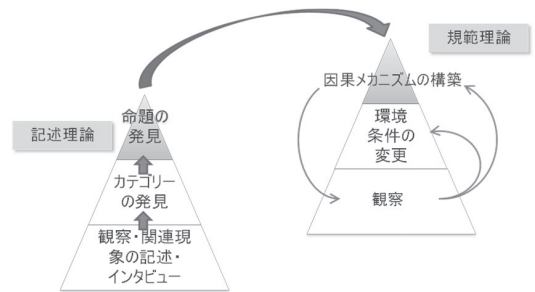 記述理論
命題の
発見
カテゴリー
の発見
観察・関連現
象の記述・
インタビュー
規範理論
因果メカニズムの構築
環境
条件の
変更
観察